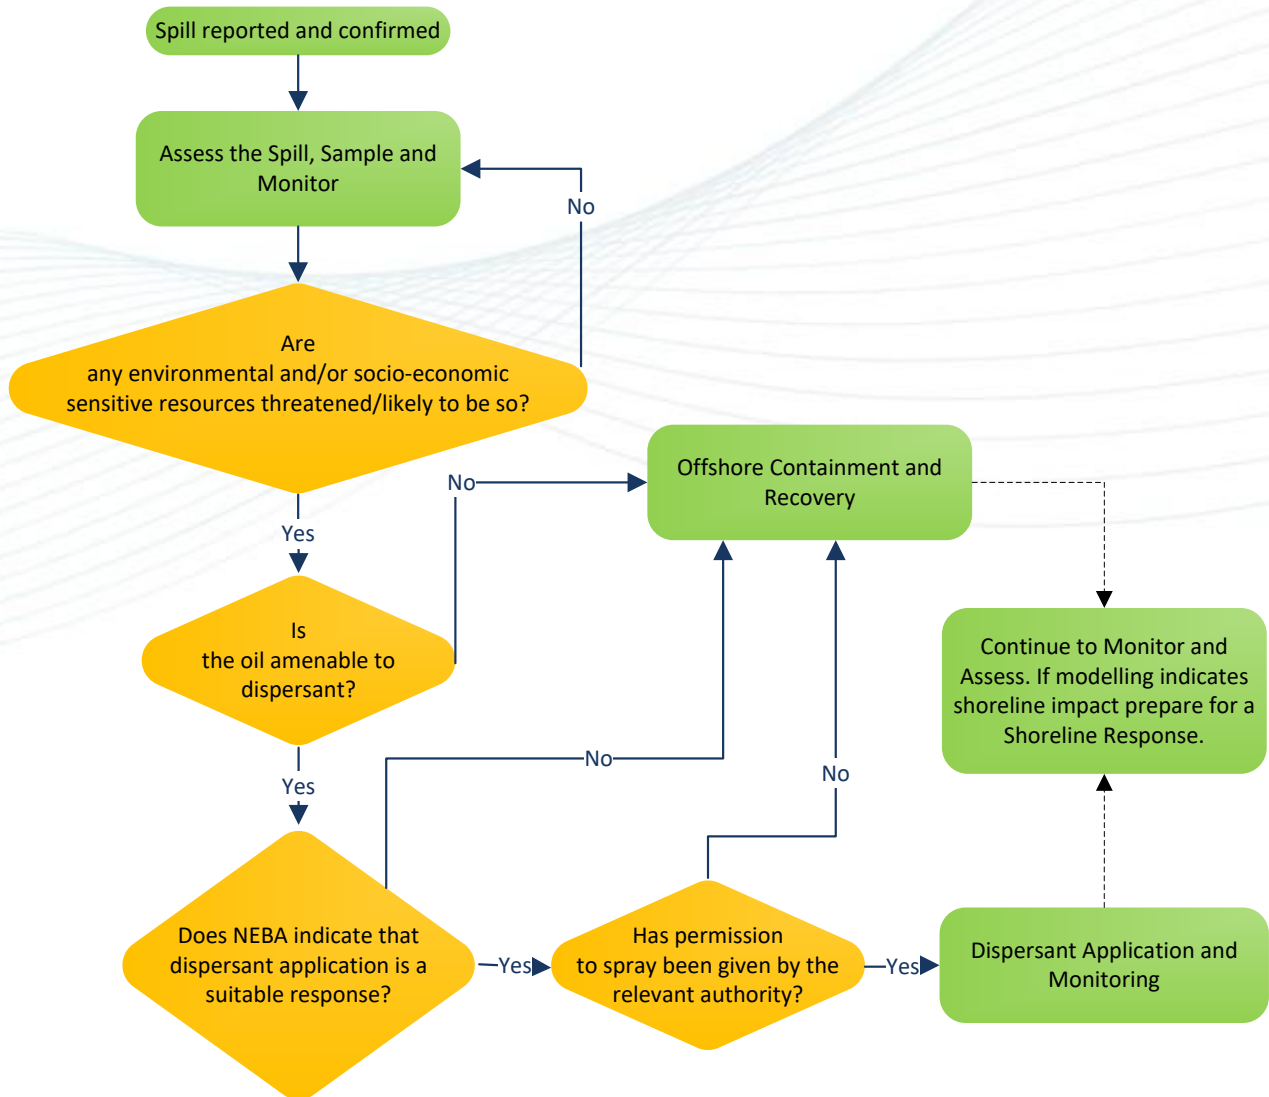 Spill reported and confirmed
Assess the Spill, Sample and
Monitor
No
Are
any environmental and/or socio-economic
sensitive resources threatened/likely to be so?
Yes
No
Offshore Containment and
Recovery
Is
the oil amenable to
dispersant?
Yes
No
No
Continue to Monitor and
Assess. If modelling indicates
shoreline impact prepare for a
Shoreline Response.
Does NEBA indicate that
dispersant application is a
suitable response?
Yes
Has permission
to spray been given by the
relevant authority?
Yes
Dispersant Application and
Monitoring